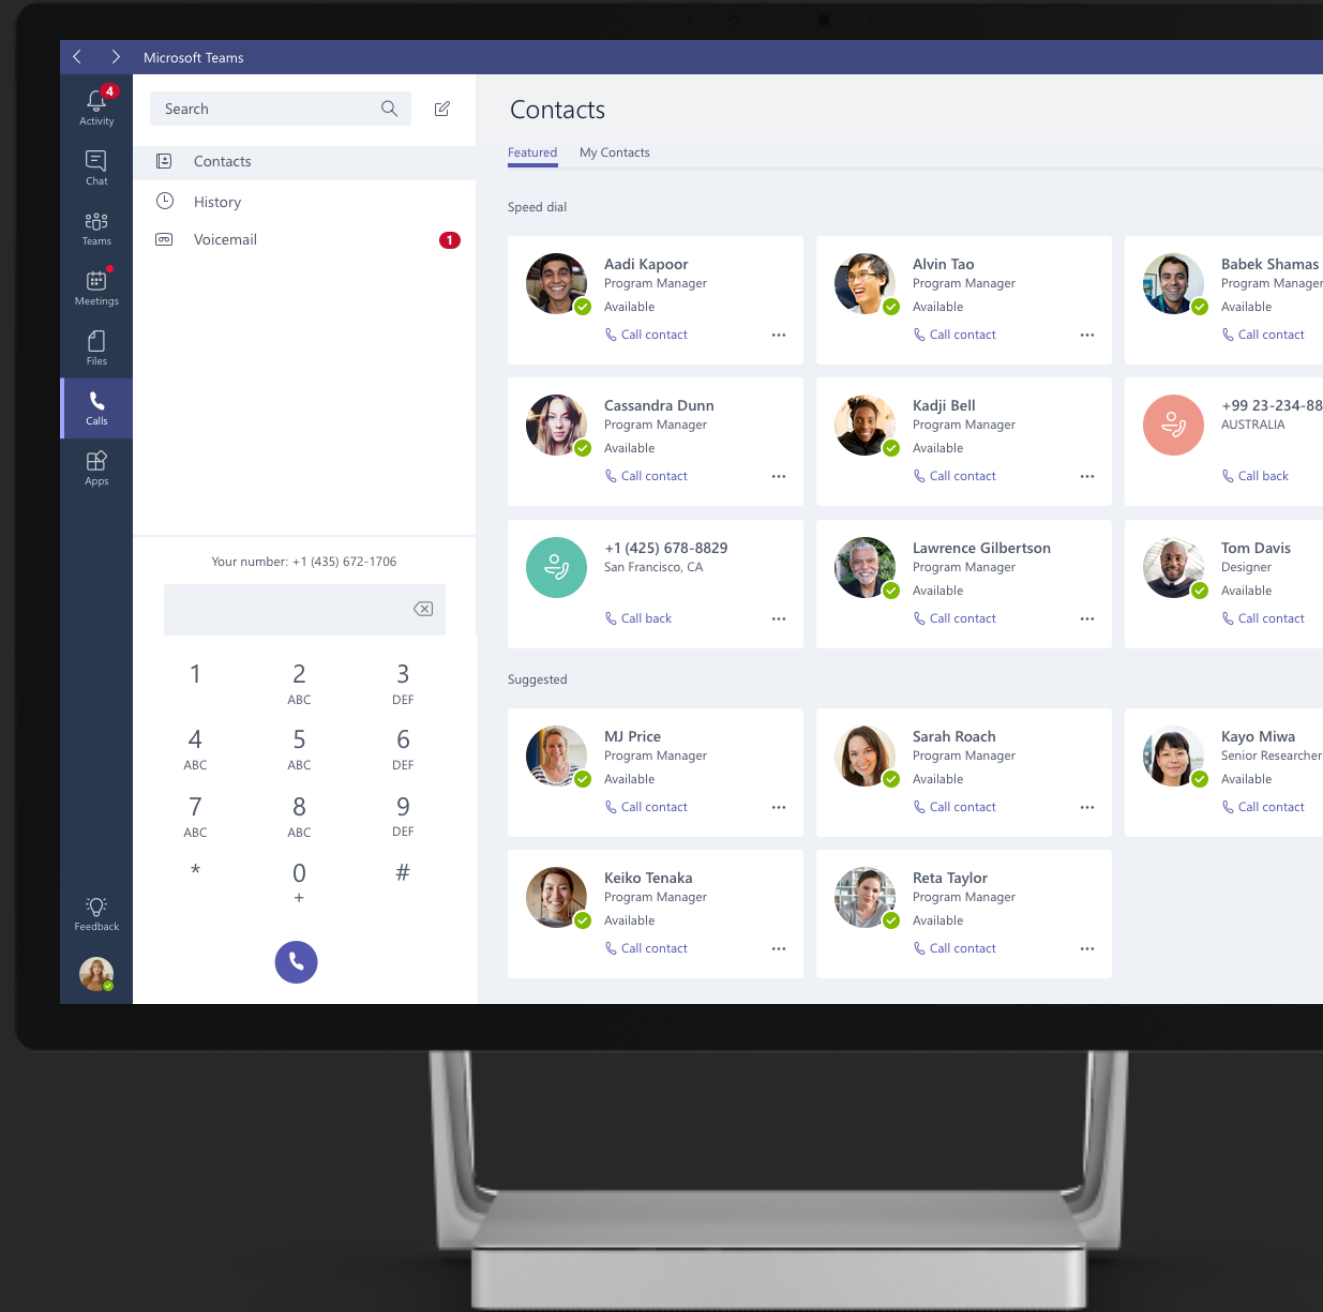 Microsoft Teams
4
Activity
Chat
Teams
Meetings
Files
Calls
Apps
Feedback
Search
Contacts
History
Voicemail
1
Your number: +1 (435) 672-1706
1
2
3
ABC
DEF
4
5
6
ABC
ABC
DEF
7
8
9
ABC
ABC
DEF
*
0
#
+
Contacts
Featured
My Contacts
Speed dial
Aadi Kapoor
Program Manager
Available
Call contact
Alvin Tao
Program Manager
Available
Call contact
Babek Shamas
Program Manager
Available
Call contact
Cassandra Dunn
Program Manager
Available
Call contact
Kadji Bell
Program Manager
Available
Call contact
+99 23-234-88
AUSTRALIA
Call back
+1 (425) 678-8829
San Francisco, CA
Call back
Lawrence Gilbertson
Program Manager
Available
Call contact
Tom Davis
Designer
Available
Call contact
Suggested
MJ Price
Program Manager
Available
Call contact
Sarah Roach
Program Manager
Available
Call contact
Kayo Miwa
Senior Researcher
Available
Call contact
Keiko Tenaka
Program Manager
Available
Call contact
Reta Taylor
Program Manager
Available
Call contact